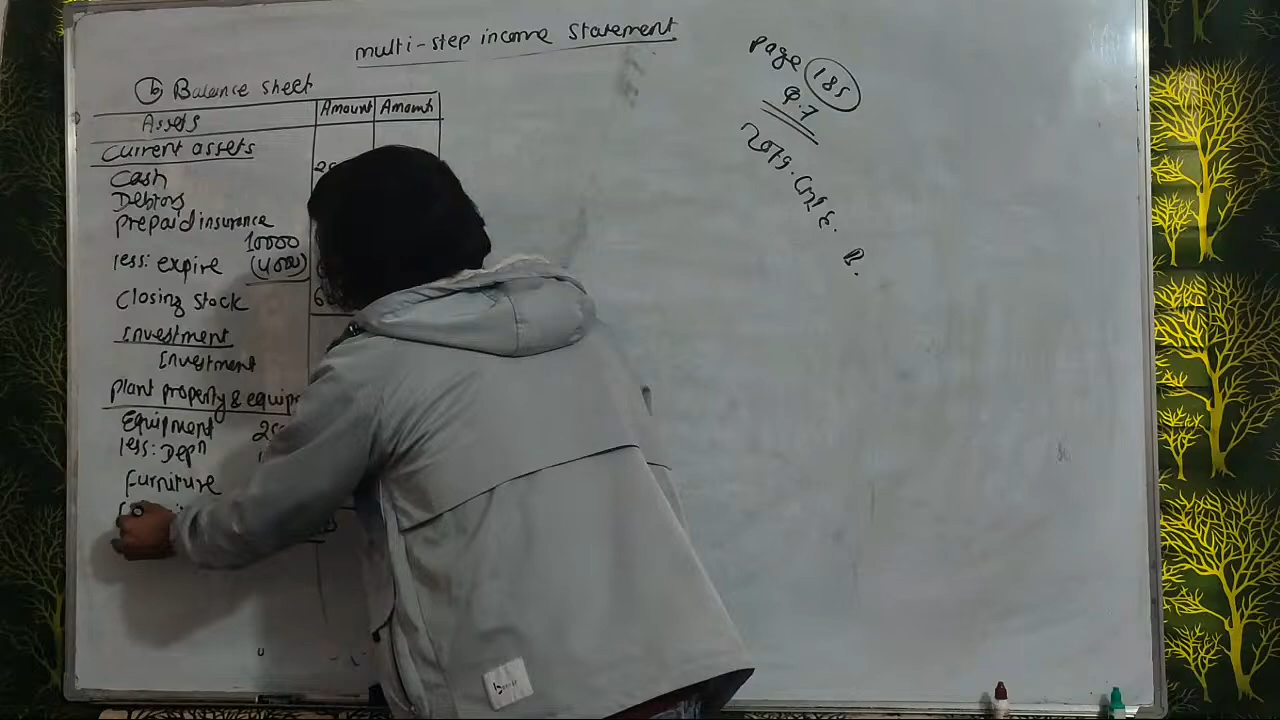 multi-step income statement
page 185
Q.7
2079.
B.
(b) Balance sheet
Assets Amount Amount
Current assets
Cash
Debtors
prepaid insurance
10000
less: expire (4000)
Closing stock
Investment
Investment
plant property & equip
Equipment
less: Depn
Furniture